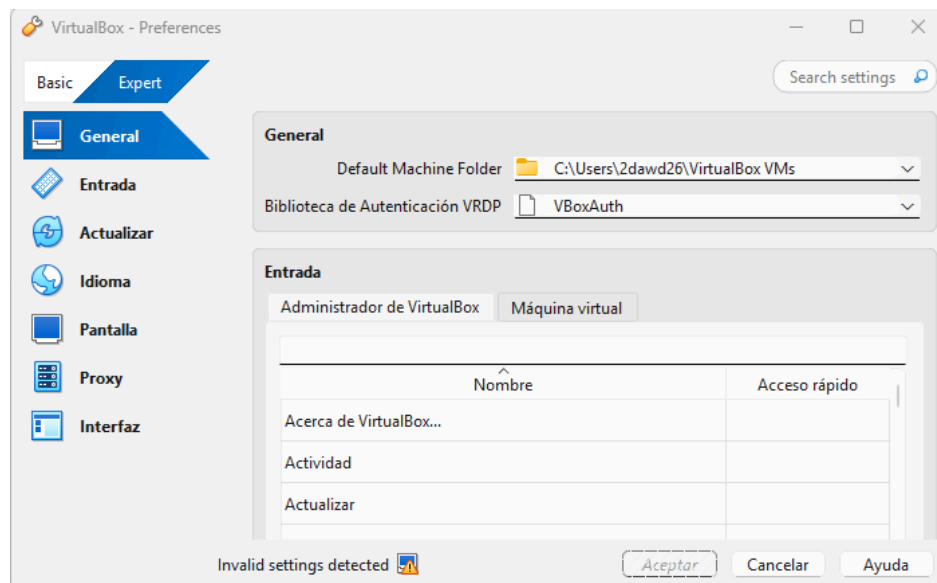 VirtualBox - Preferences
Basic
Expert
Search settings
General
Entrada
Actualizar
Idioma
Pantalla
Proxy
Interfaz
General
Default Machine Folder C:\Users\2dawd26\VirtualBox VMs
Biblioteca de Autenticación VRDP VBoxAuth
Entrada
Administrador de VirtualBox Máquina virtual
Nombre Acceso rápido
Acerca de VirtualBox...
Actividad
Actualizar
Invalid settings detected
Aceptar Cancelar Ayuda